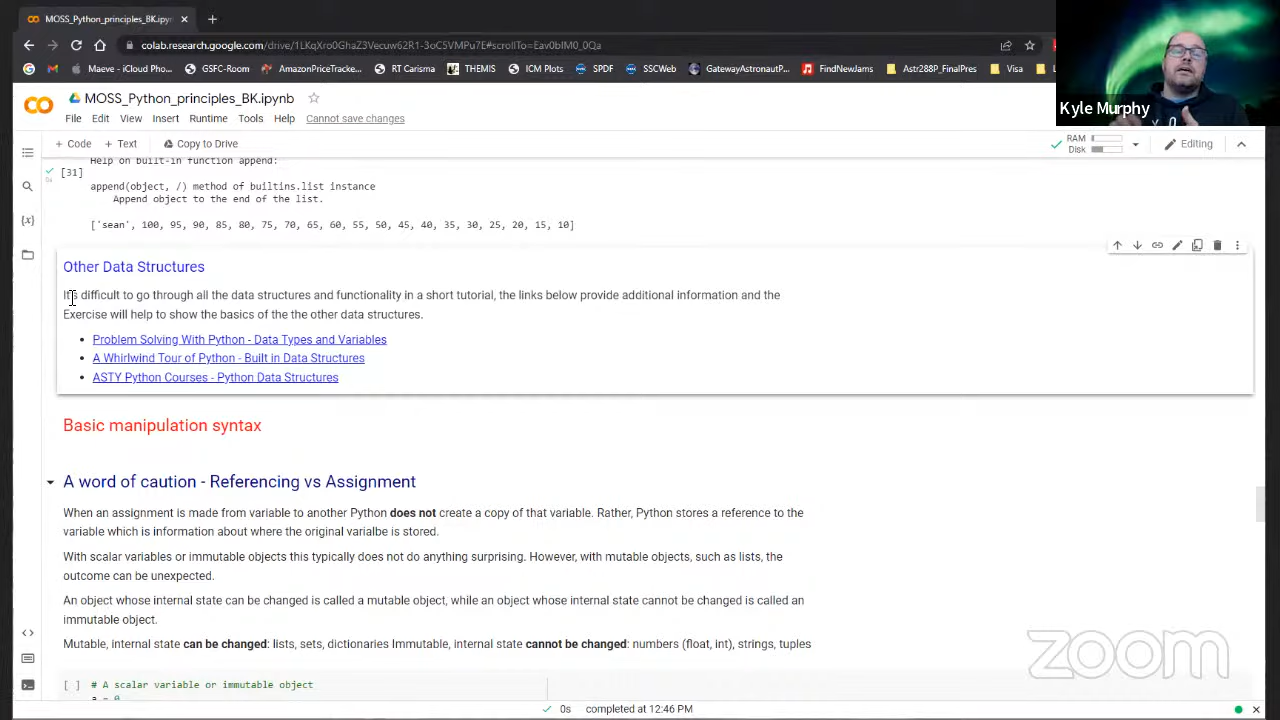 MOSS_Python_principles_BK.ipynb
colab.research.google.com/drive/1LKqXro0GhaZ3Vecuw62R1-3oC5VMPu7E#scrollTo=Eav0bIM0_0Qa
Maeve - iCloud Pho... GSFC-Room AmazonPriceTracke... RT Carisma THEMIS ICM Plots SPDF SSCWeb GatewayAstronautP... FindNewJams Astr288P_FinalPres Visa
Kyle Murphy
MOSS_Python_principles_BK.ipynb
File Edit View Insert Runtime Tools Help Cannot save changes
+ Code + Text Copy to Drive RAM Disk Editing
Help on built-in function append:
[31]
append(object, /) method of builtins.list instance
Append object to the end of the list.
['sean', 100, 95, 90, 85, 80, 75, 70, 65, 60, 55, 50, 45, 40, 35, 30, 25, 20, 15, 10]
Other Data Structures
It's difficult to go through all the data structures and functionality in a short tutorial, the links below provide additional information and the
Exercise will help to show the basics of the the other data structures.
• Problem Solving With Python - Data Types and Variables
• A Whirlwind Tour of Python - Built in Data Structures
• ASTY Python Courses - Python Data Structures
Basic manipulation syntax
A word of caution - Referencing vs Assignment
When an assignment is made from variable to another Python does not create a copy of that variable. Rather, Python stores a reference to the
variable which is information about where the original varialbe is stored.
With scalar variables or immutable objects this typically does not do anything surprising. However, with mutable objects, such as lists, the
outcome can be unexpected.
An object whose internal state can be changed is called a mutable object, while an object whose internal state cannot be changed is called an
immutable object.
Mutable, internal state can be changed: lists, sets, dictionaries Immutable, internal state cannot be changed: numbers (float, int), strings, tuples
zoom
[ ] # A scalar variable or immutable object
0s completed at 12:46 PM